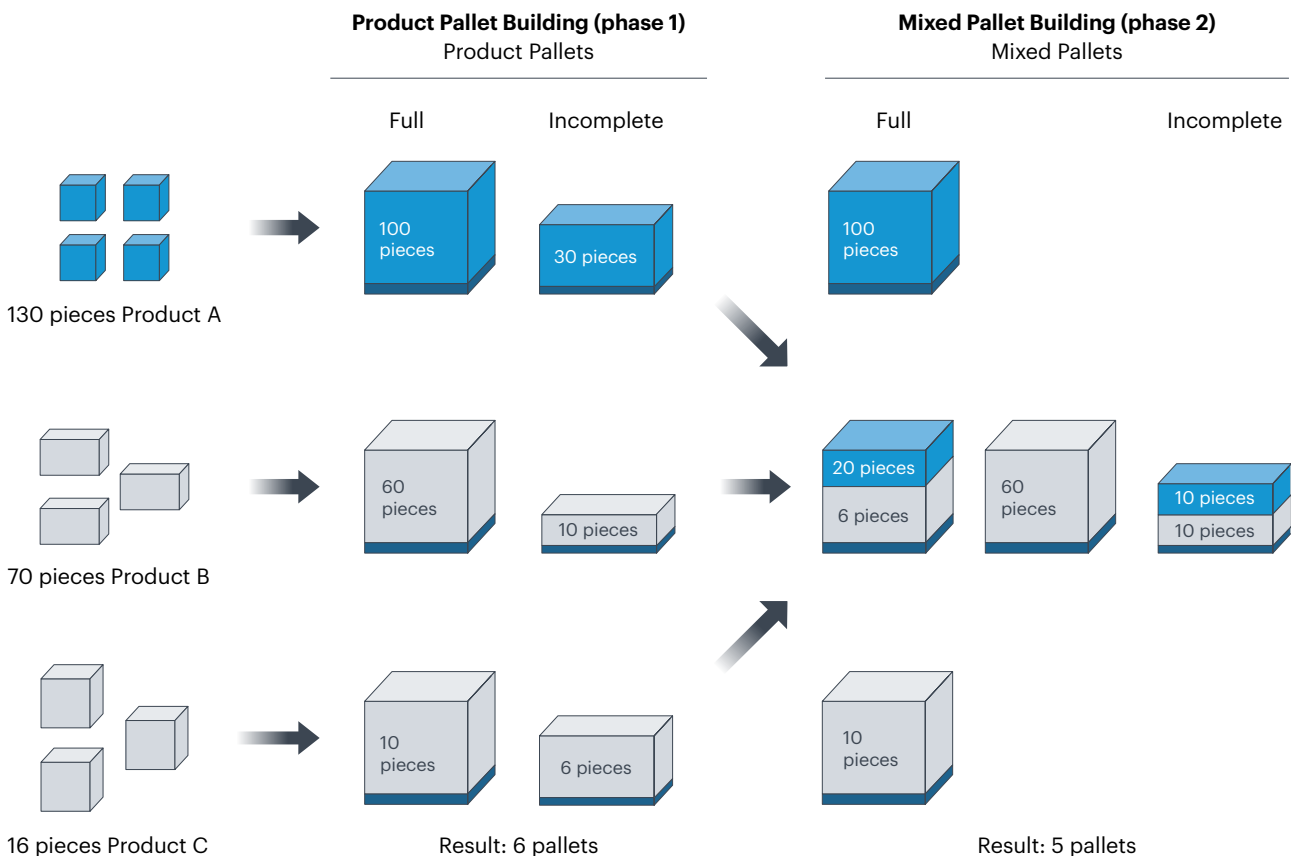 Product Pallet Building (phase 1)
Product Pallets
Mixed Pallet Building (phase 2)
Mixed Pallets
Full
Incomplete
Full
Incomplete
100
pieces
30 pieces
100
pieces
130 pieces Product A
60
pieces
10 pieces
20 pieces
6 pieces
60
pieces
10 pieces
10 pieces
70 pieces Product B
10
pieces
6 pieces
10
pieces
16 pieces Product C
Result: 6 pallets
Result: 5 pallets